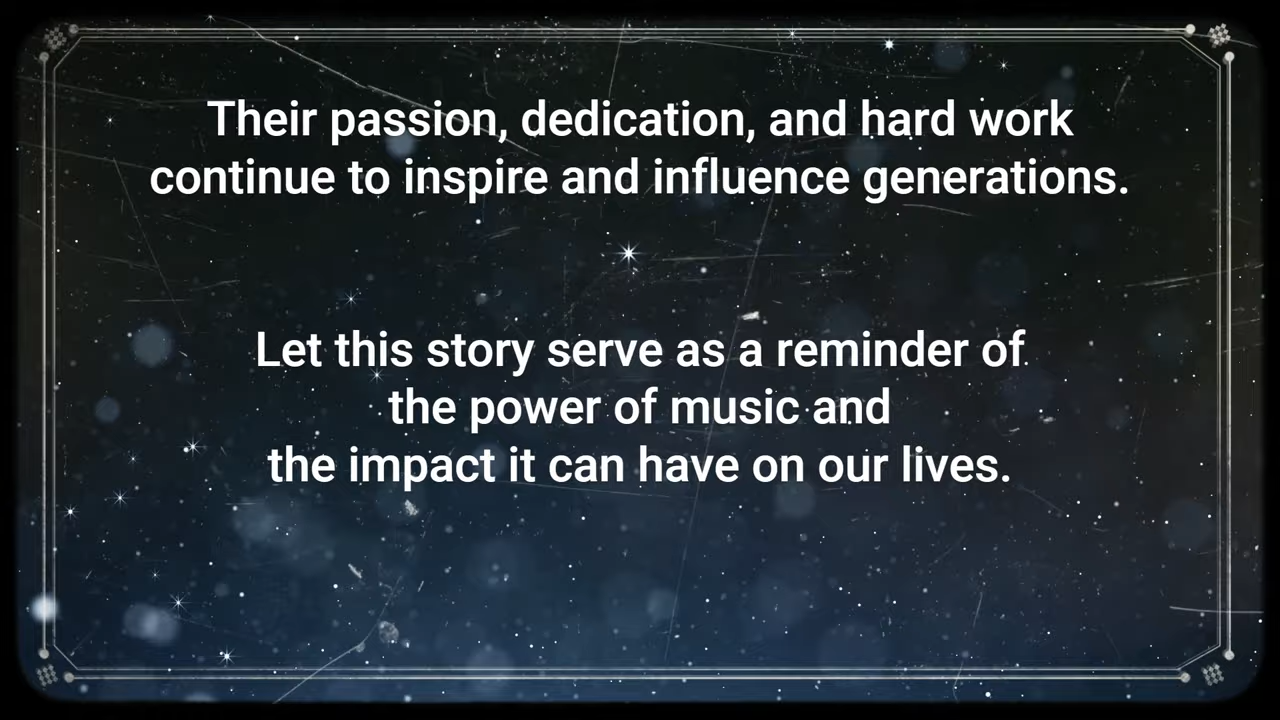 Their passion, dedication, and hard work
continue to inspire and influence generations.
Let this story serve as a reminder of
the power of music and
the impact it can have on our lives.